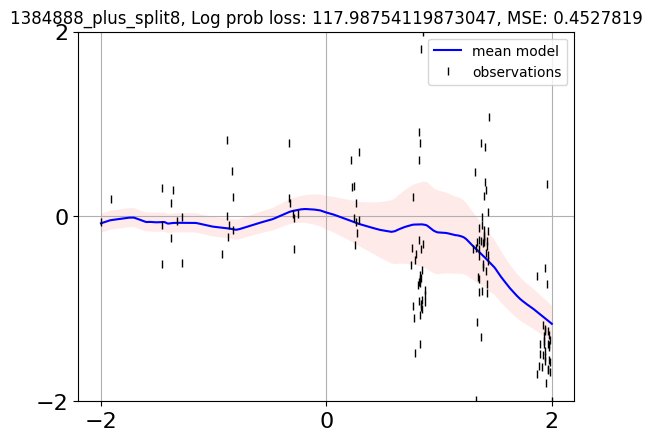 1384888_plus_split8, Log prob loss: 117.98754119873047, MSE: 0.4527819
2
mean model
observations
0
−2
−2
0
2